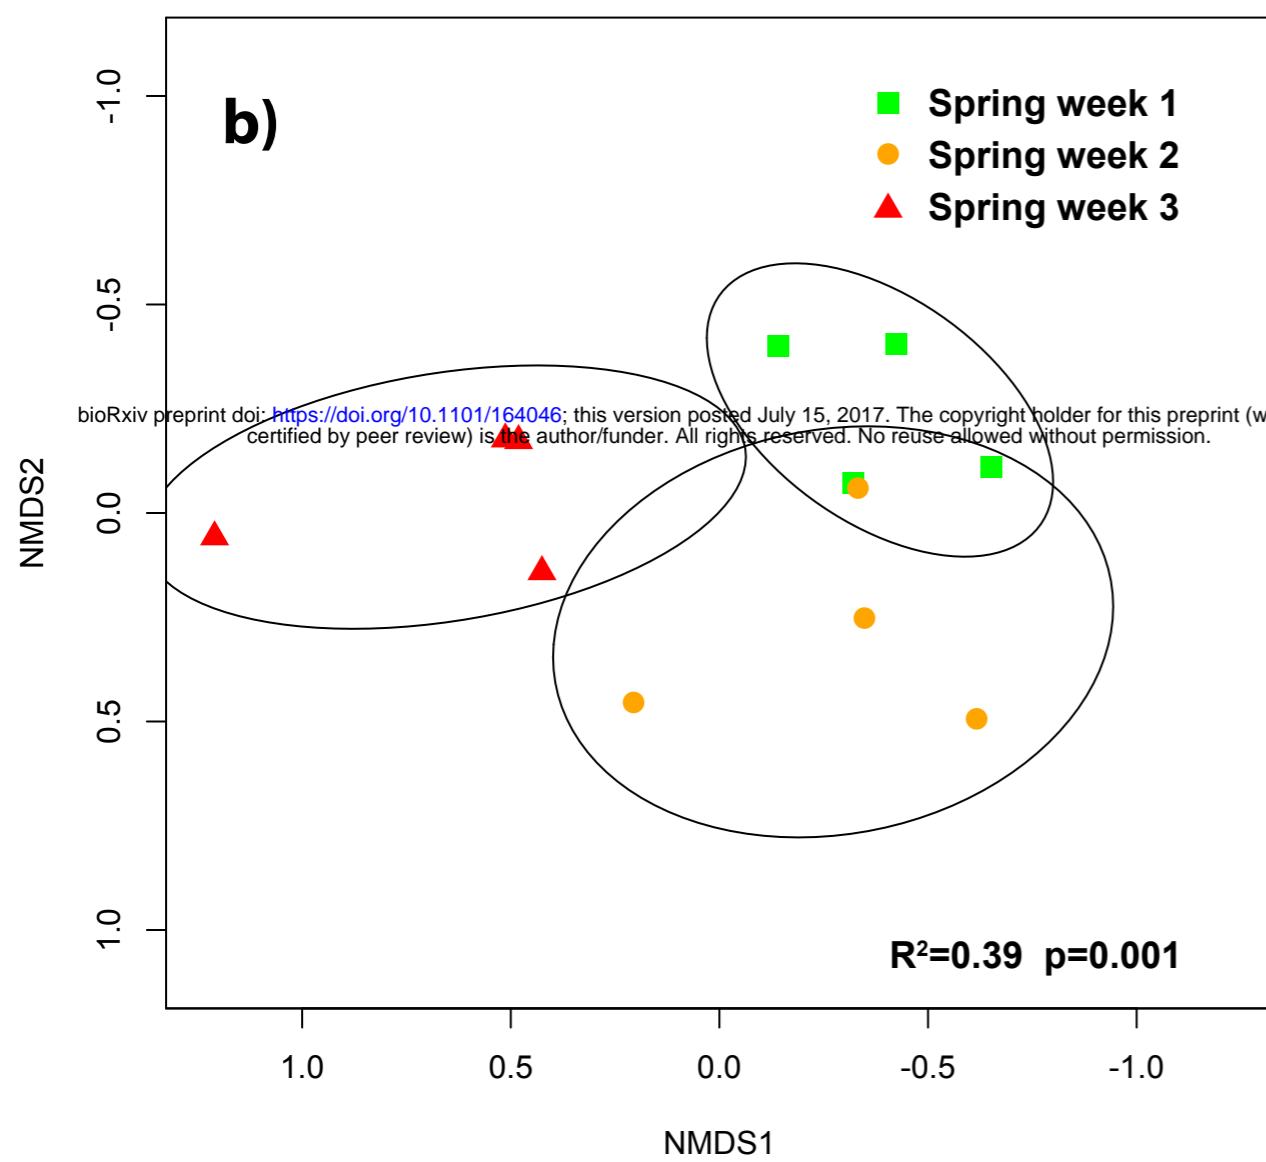 b)
Spring week 1
Spring week 2
Spring week 3
-1.0
-0.5
0.0
0.5
1.0
NMDS2
bioRxiv preprint doi: https://doi.org/10.1101/164046; this version posted July 15, 2017. The copyright holder for this preprint (w
certified by peer review) is the author/funder. All rights reserved. No reuse allowed without permission.
R²=0.39 p=0.001
1.0 0.5 0.0 -0.5 -1.0
NMDS1